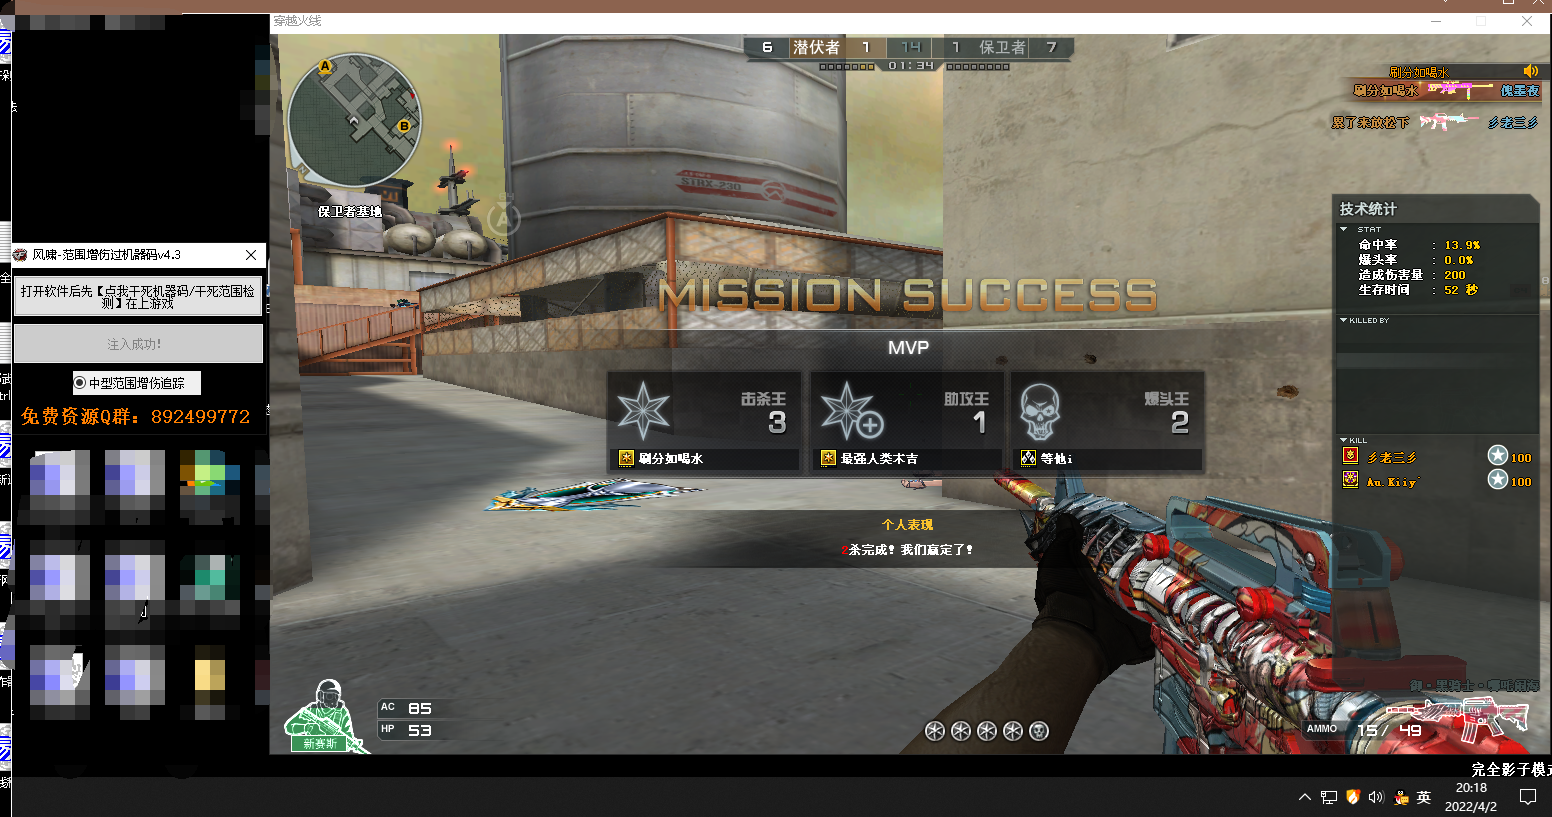 穿越火线
6 潜伏者 1 14 1 保卫者 7
01:34
A
B
N
保卫者基地
STAX-230
A
刷分如喝水
刷分如喝水 傀墨夜
累了来放松下 彡老三彡
技术统计
STAT
命中率 : 13.9%
爆头率 : 0.0%
造成伤害量 : 200
生存时间 : 52 秒
KILLED BY
KILL
彡老三彡 100
Au.Kiiy 100
风啸-范围增伤过机器码v4.3
打开软件后先【点我干死机器码/干死范围检
测】在上游戏
注入成功!
中型范围增伤追踪
免费资源Q群：892499772
MISSION SUCCESS
MVP
击杀王
3
刷分如喝水
助攻王
1
最强人类术吉
爆头王
2
等他i
个人表现
2杀完成! 我们赢定了!
AC 85
HP 53
新赛斯
AMMO 15/ 49
完全影子模式
英
20:18
2022/4/2